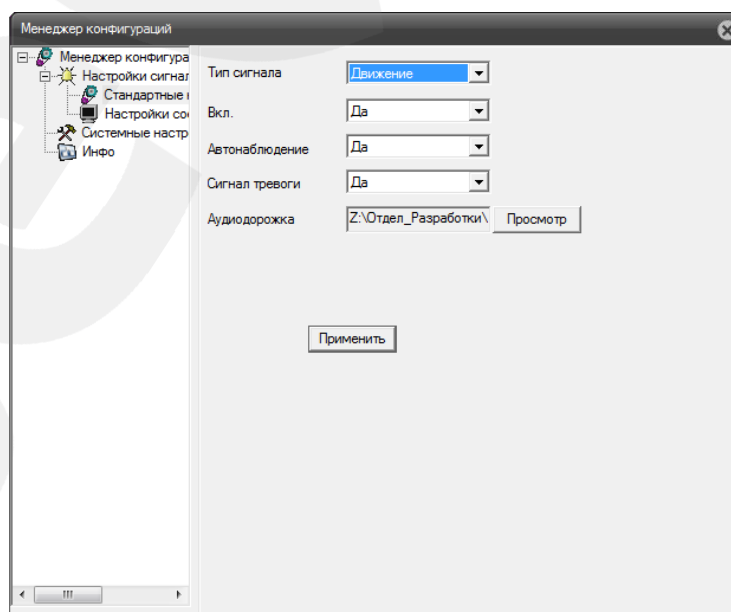 Менеджер конфигураций
Менеджер конфигура
Настройки сигнал
Стандартные
Настройки соо
Системные настр
Инфо
Тип сигнала
Движение
Вкл.
Да
Автонаблюдение
Да
Сигнал тревоги
Да
Аудиодорожка
Z:\Отдел_Разработки\
Просмотр
Применить